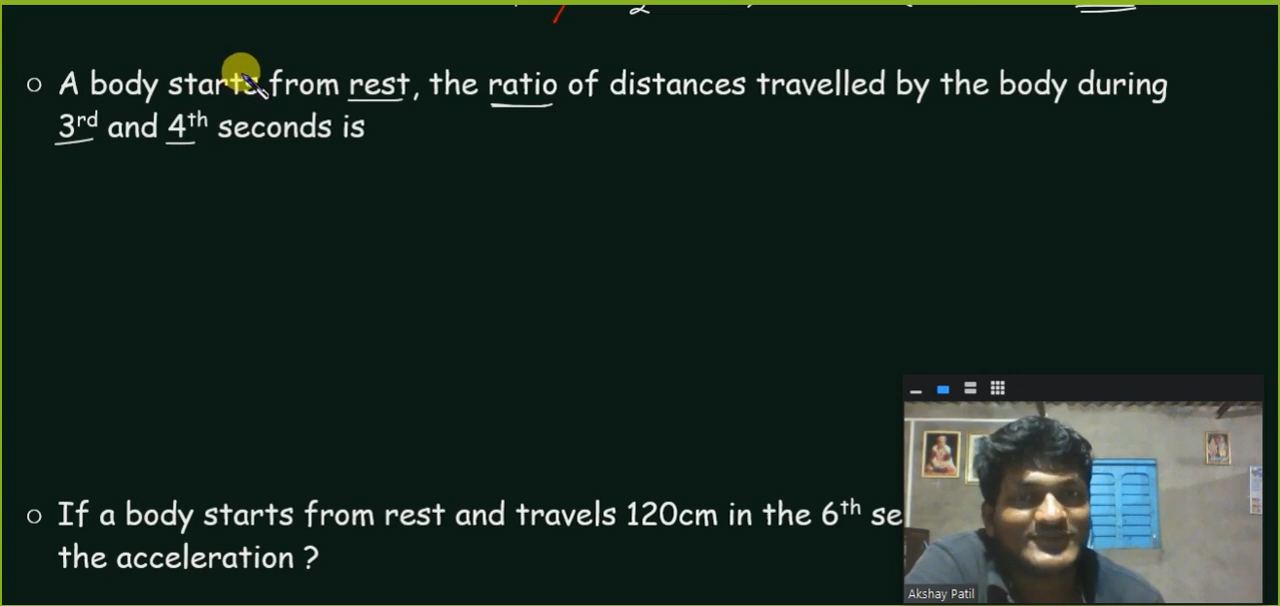 ○ A body starts from rest, the ratio of distances travelled by the body during
3rd and 4th seconds is
○ If a body starts from rest and travels 120cm in the 6th se
the acceleration ?
Akshay Patil